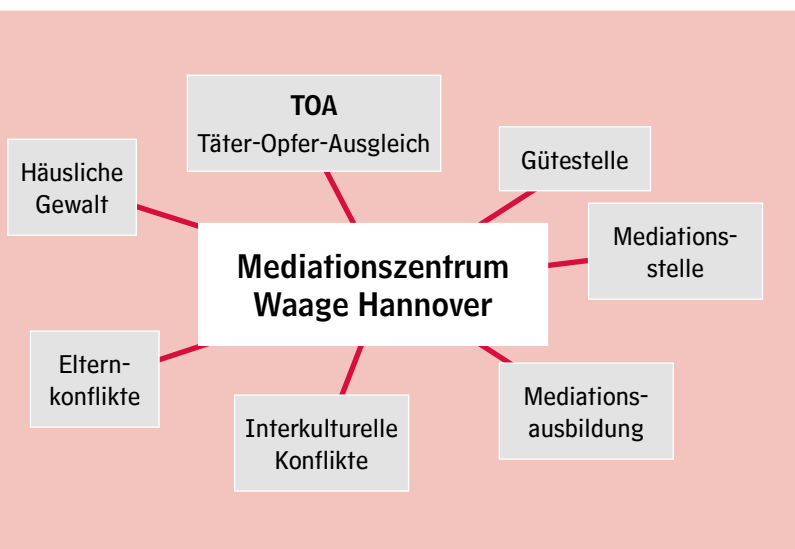 TOA
Täter-Opfer-Ausgleich
Häusliche
Gewalt
Gütestelle
Mediations-
stelle
Mediationszentrum
Waage Hannover
Eltern-
konflikte
Interkulturelle
Konflikte
Mediations-
ausbildung